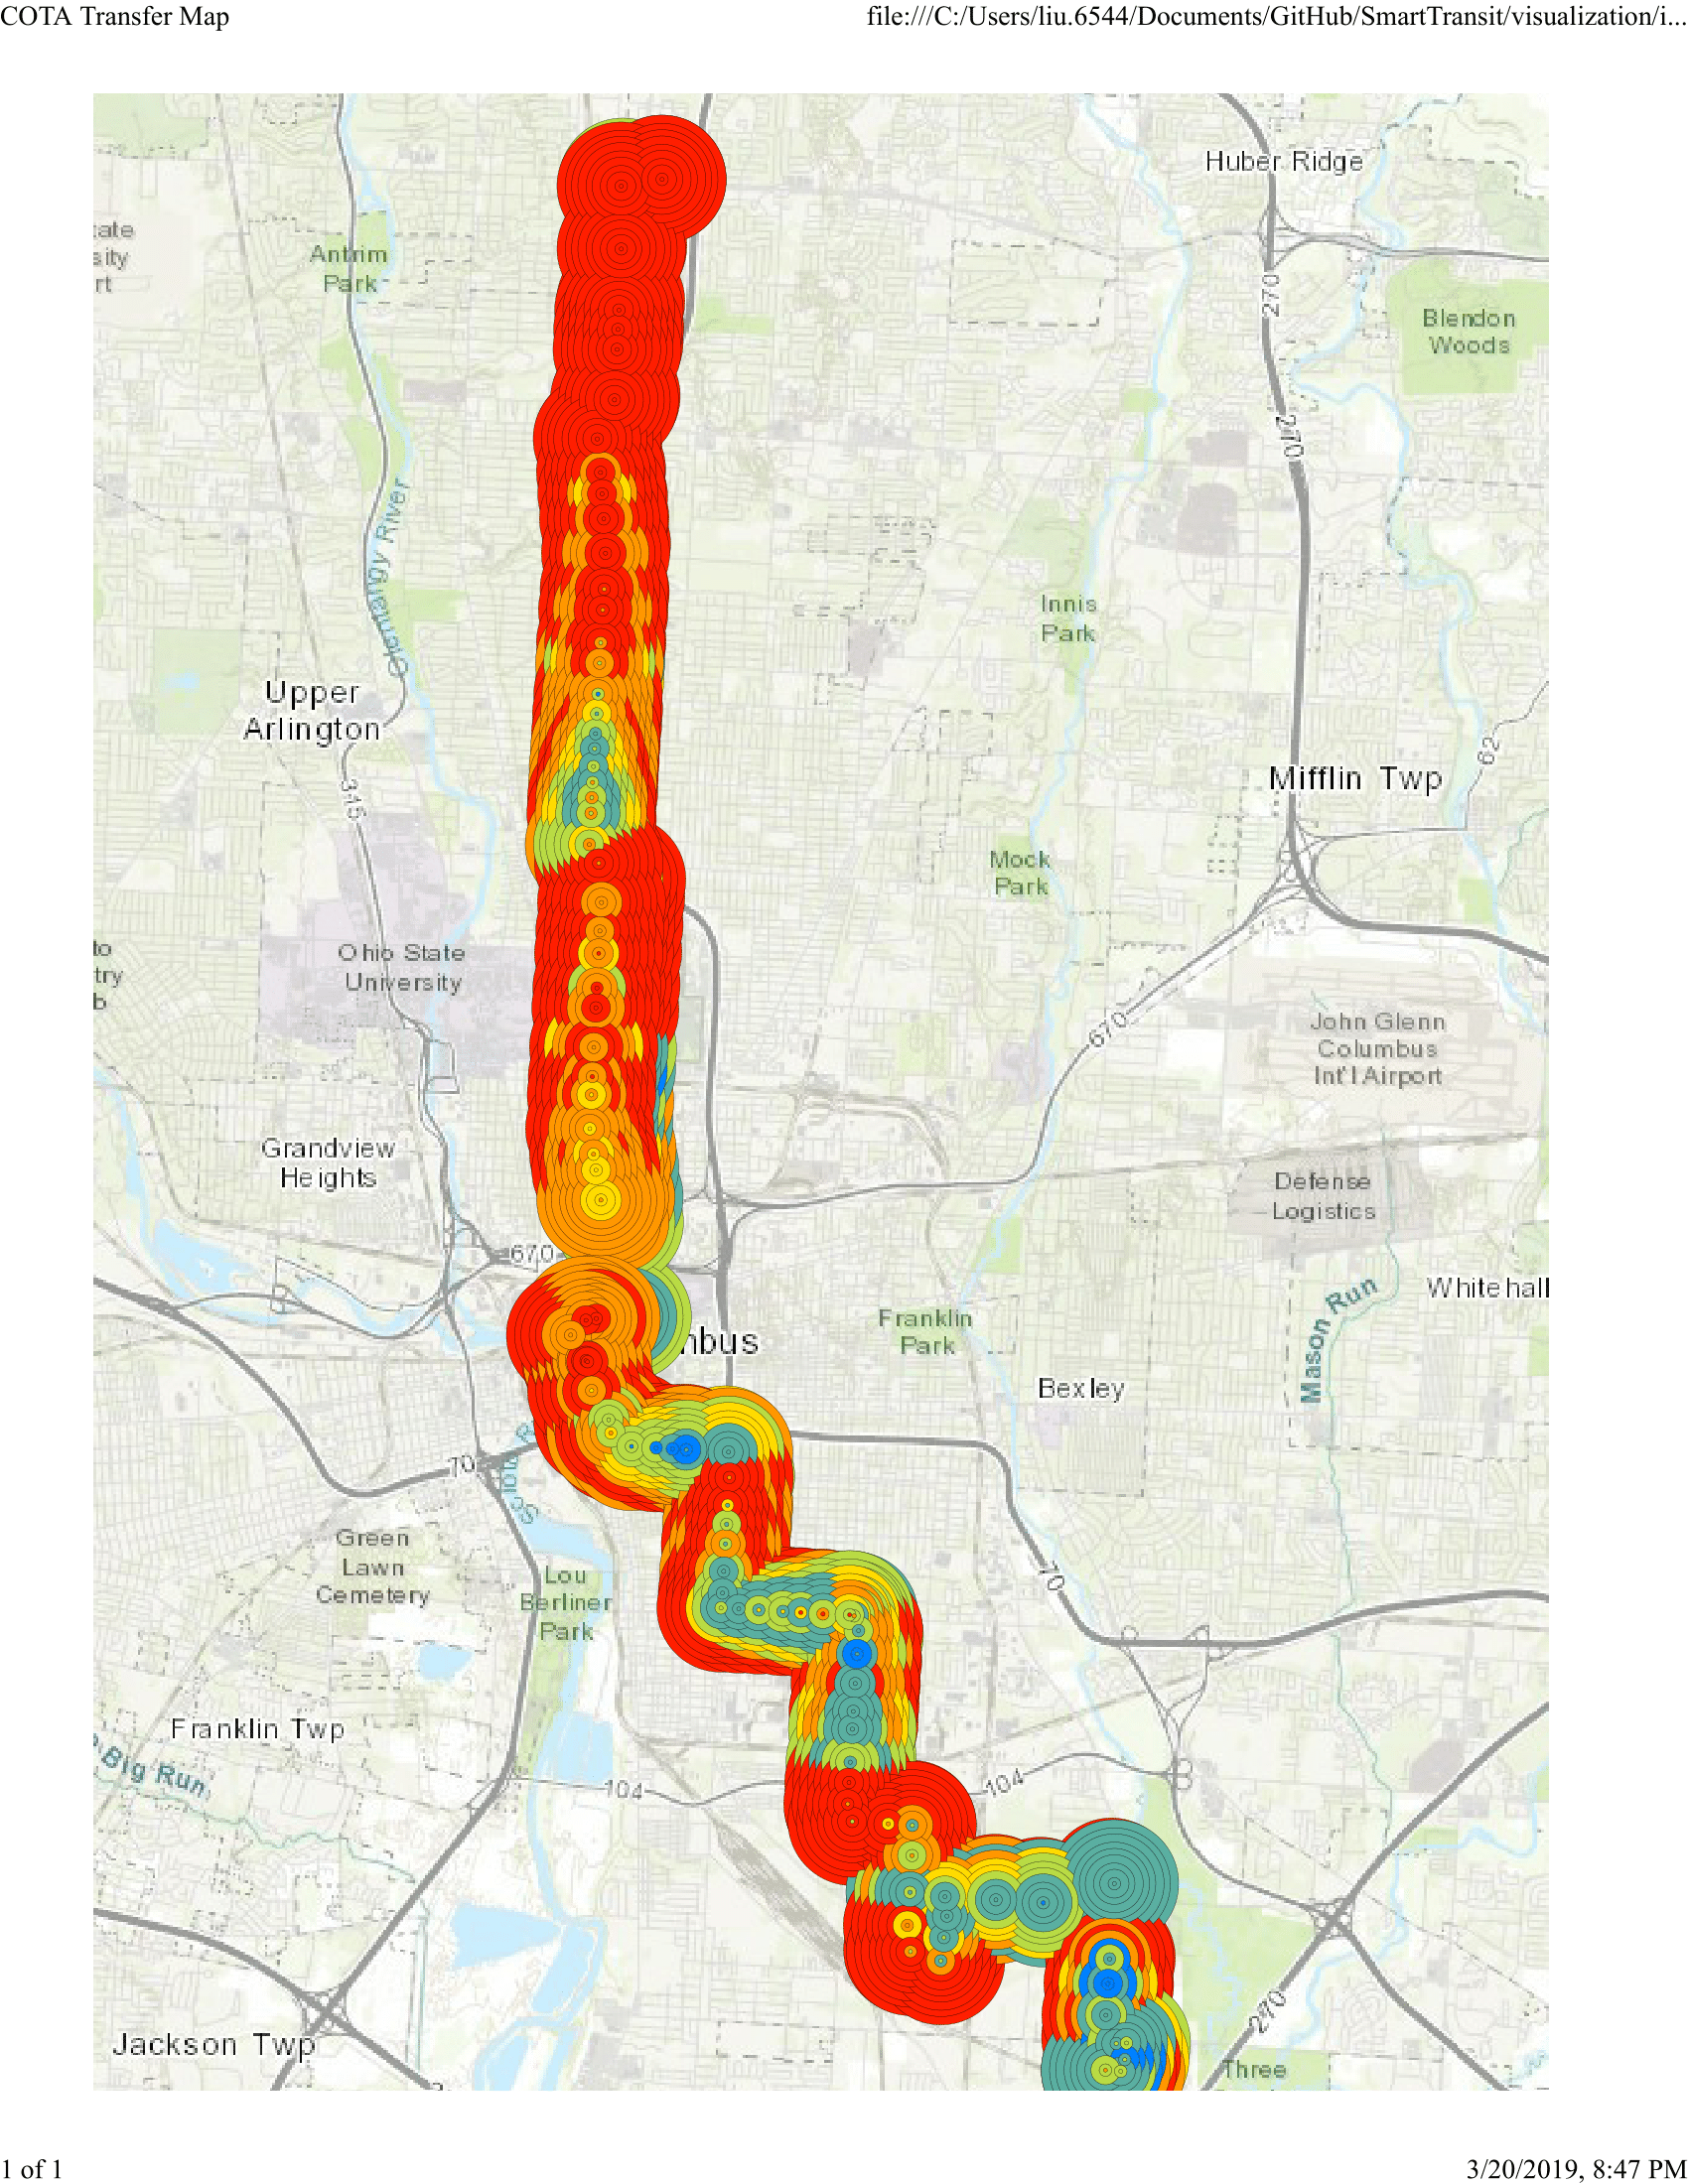 COTA Transfer Map
file:///C:/Users/liu.6544/Documents/GitHub/SmartTransit/visualization/i...
Huber Ridge
tate
sity
rt
Antrim
Park
270
Blendon
Woods
270
Olentangy River
Innis
Park
Upper
Arlington
315
62
Mifflin Twp
Mock
Park
to
try
b
Ohio State
University
670
John Glenn
Columbus
Int'l Airport
Grandview
Heights
Defense
Logistics
670
Mason Run
Whitehall
Franklin
Park
nbus
Bexley
70
Green
Lawn
Cemetery
Lou
Berliner
Park
70
Franklin Twp
Big Run
104
104
270
Jackson Twp
Three
1 of 1
3/20/2019, 8:47 PM